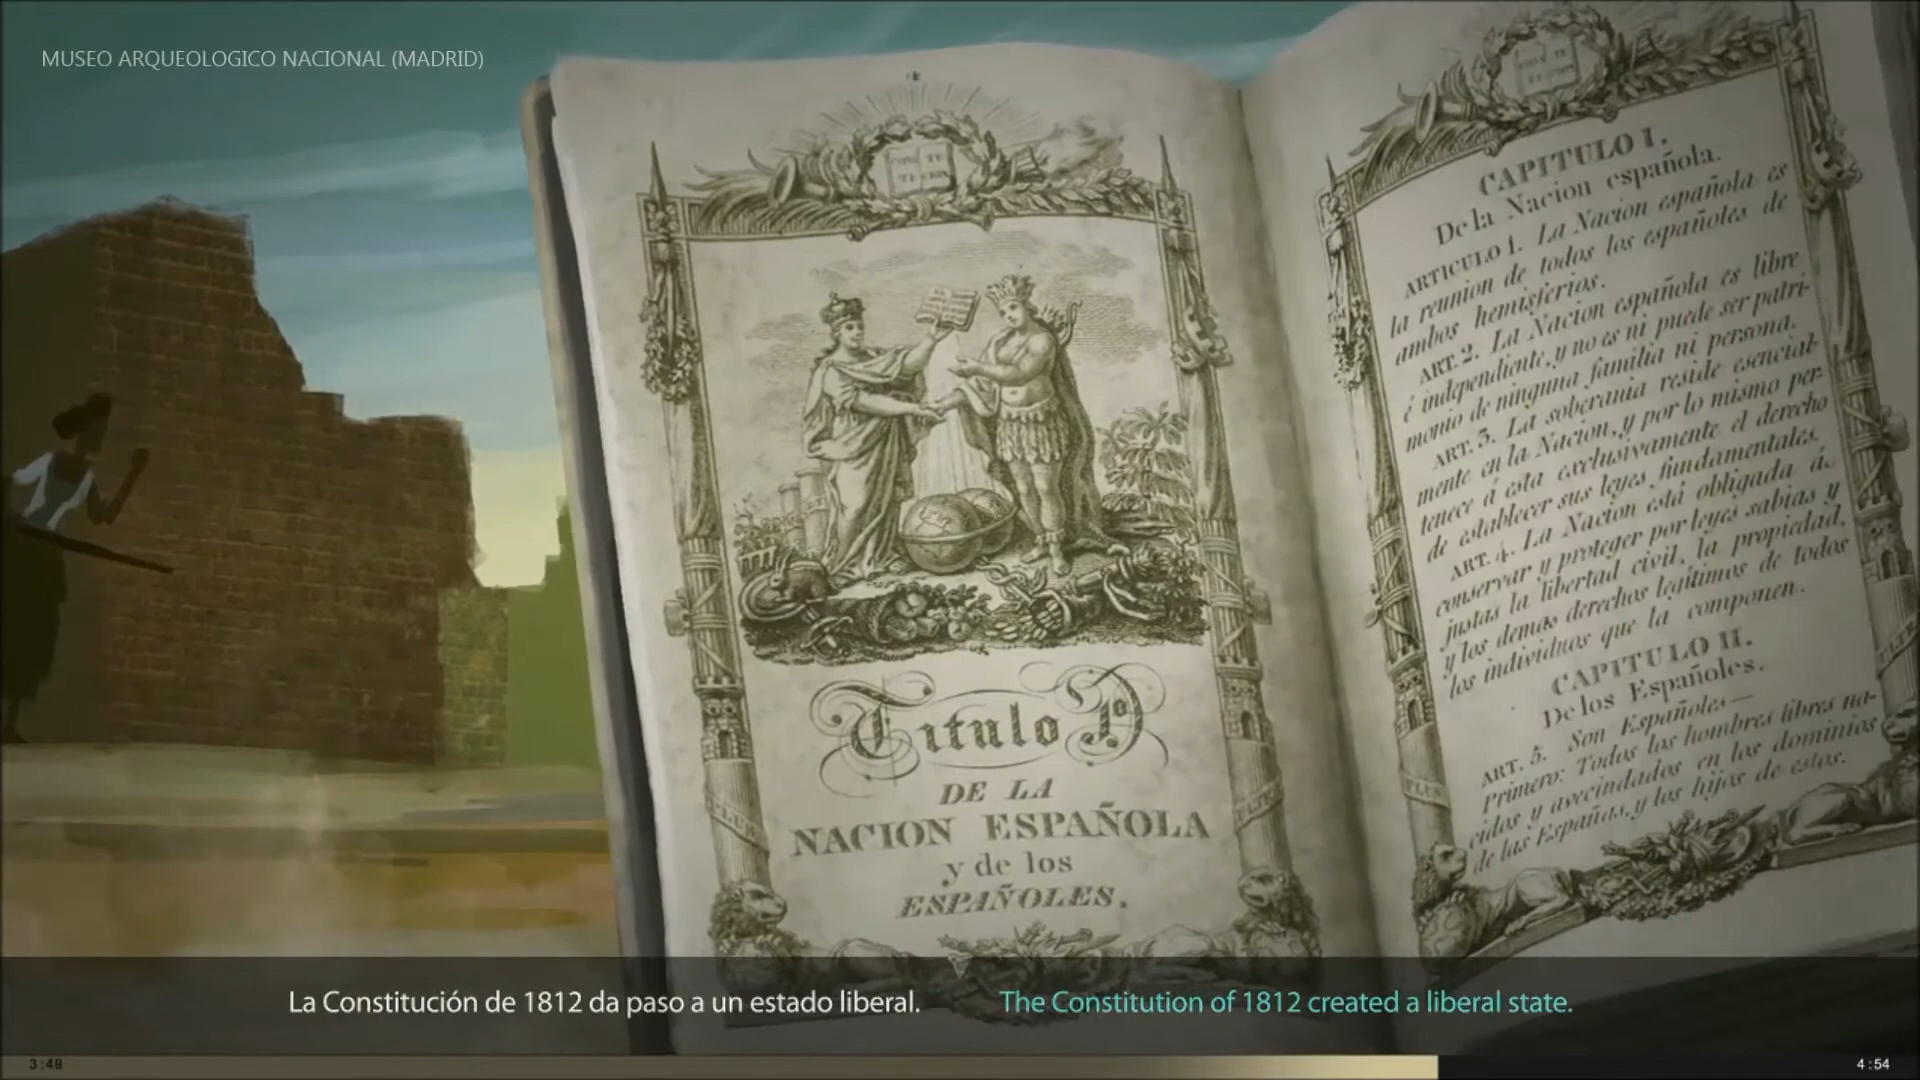 MUSEO ARQUEOLOGICO NACIONAL (MADRID)
Titulo Iº
DE LA
NACION ESPAÑOLA
y de los
ESPAÑOLES.
PLUS
ULTRA
CAPITULO I.
De la Nacion española.
ARTICULO 1. La Nacion española es
la reunion de todos los españoles de
ambos hemisferios.
ART. 2. La Nacion española es libre
é independiente, y no es ni puede ser patri-
monio de ninguna familia ni persona.
ART. 3. La soberania reside esencial-
mente en la Nacion, y por lo mismo per-
tenece á esta exclusivamente el derecho
de establecer sus leyes fundamentales.
ART. 4. La Nacion está obligada á
conservar y proteger por leyes sabias y
justas la libertad civil, la propiedad,
y los demas derechos legítimos de todos
los individuos que la componen.
CAPITULO II.
De los Españoles.
ART. 5. Son Españoles—
Primero: Todos los hombres libres na-
cidos y avecindados en los dominios
de las Españas, y los hijos de estos.
PLUS
La Constitución de 1812 da paso a un estado liberal.
The Constitution of 1812 created a liberal state.
3:48
4:54